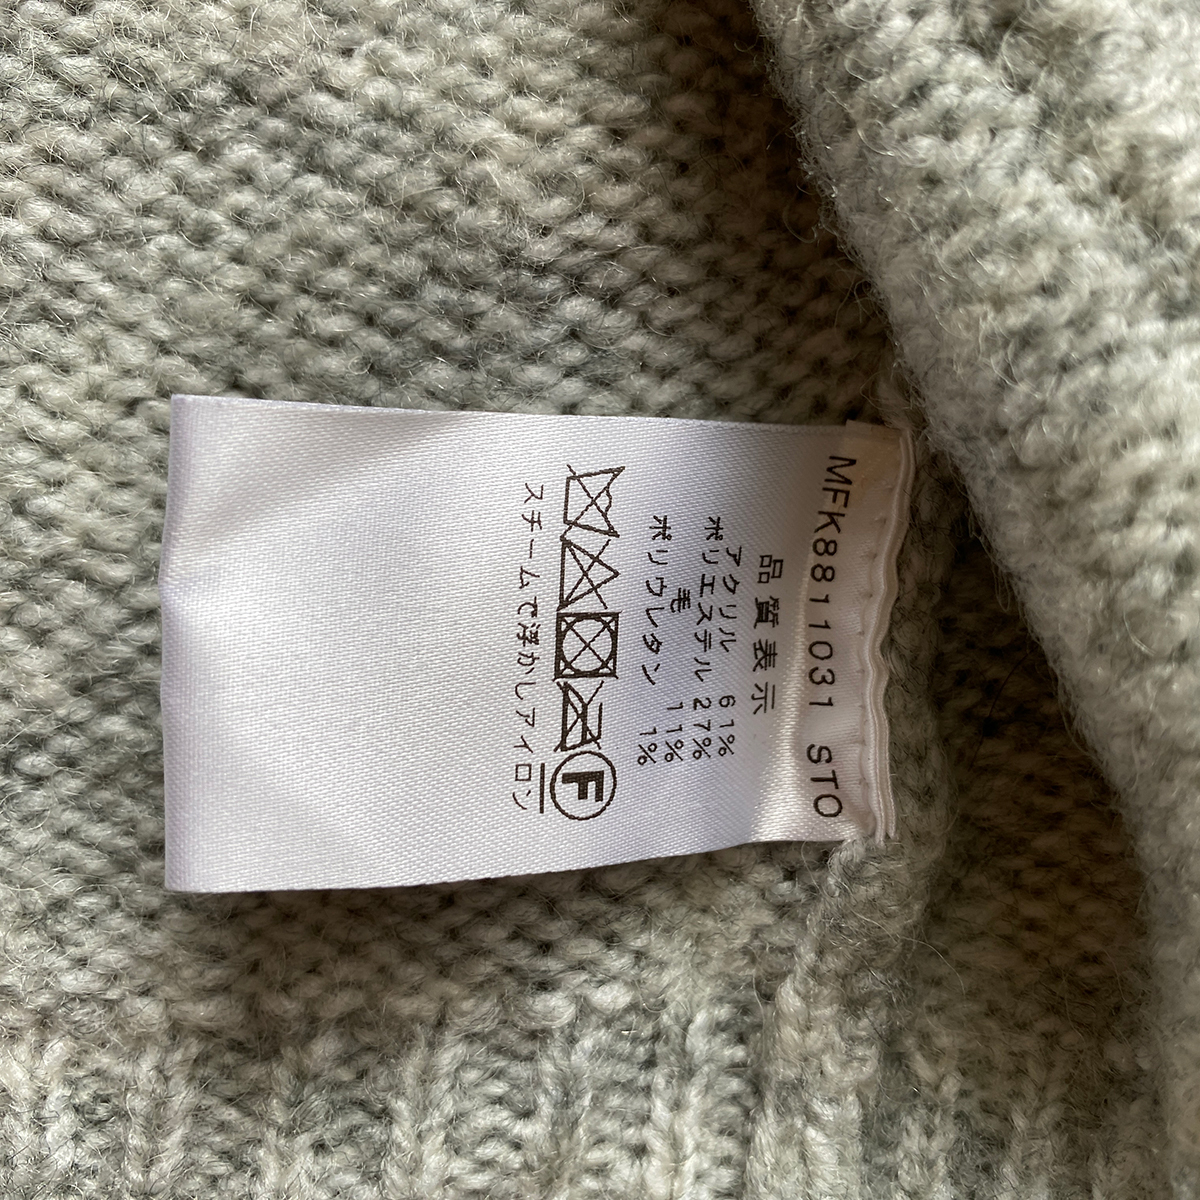 MFK8811031 STO
品質表示
アクリル 61%
ポリエステル 27%
毛 11%
ポリウレタン 1%
F
スチームで浮かしアイロン